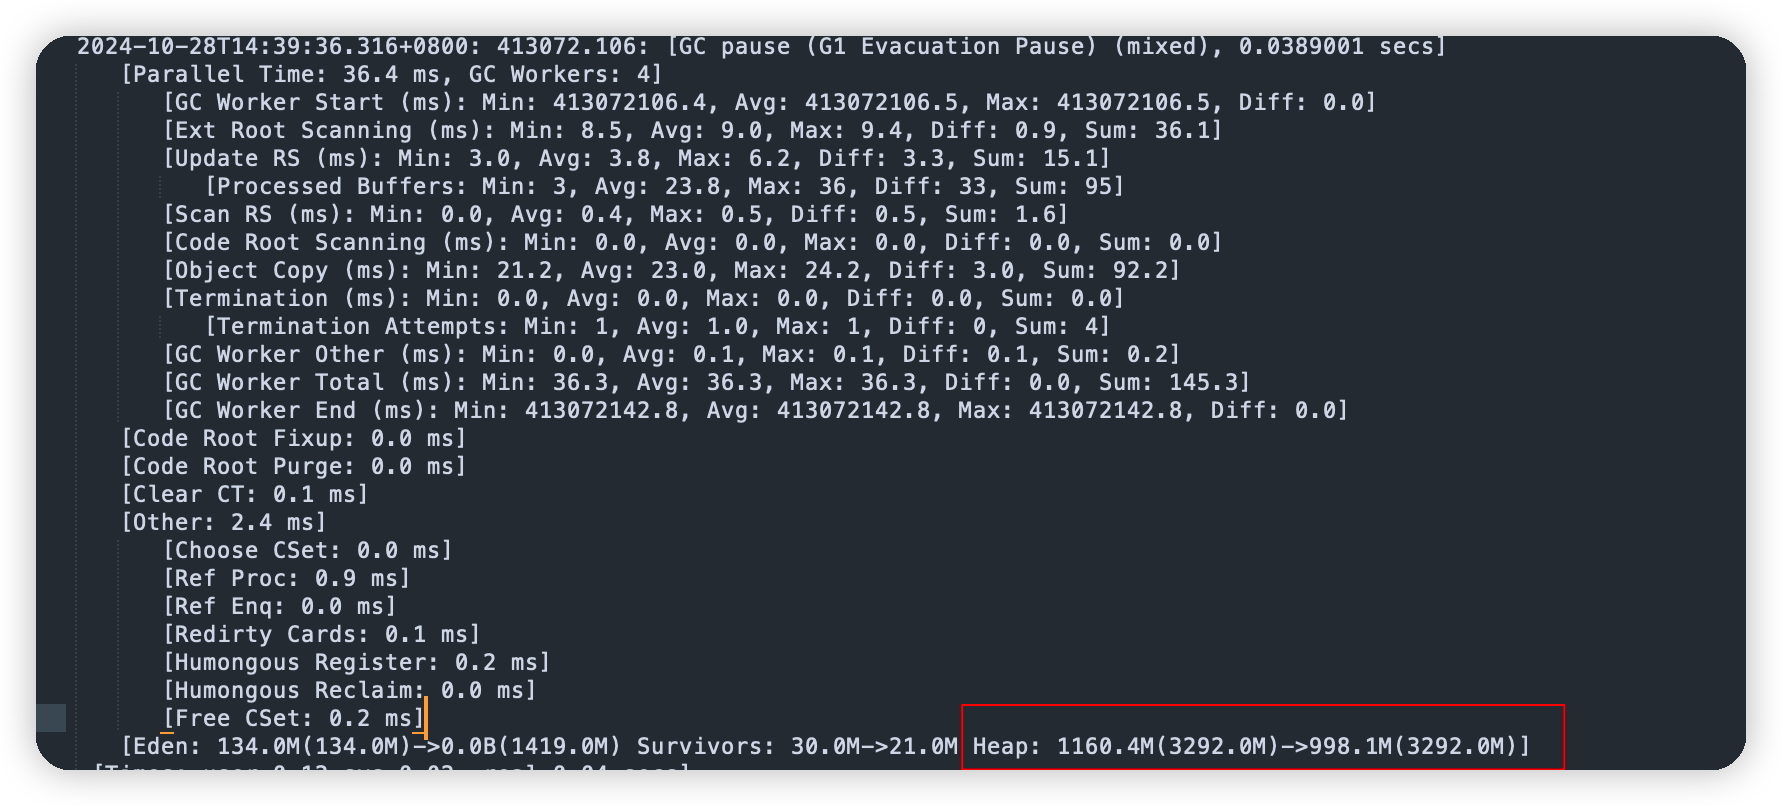 2024-10-28T14:39:36.316+0800: 413072.106: [GC pause (G1 Evacuation Pause) (mixed), 0.0389001 secs]
[Parallel Time: 36.4 ms, GC Workers: 4]
[GC Worker Start (ms): Min: 413072106.4, Avg: 413072106.5, Max: 413072106.5, Diff: 0.0]
[Ext Root Scanning (ms): Min: 8.5, Avg: 9.0, Max: 9.4, Diff: 0.9, Sum: 36.1]
[Update RS (ms): Min: 3.0, Avg: 3.8, Max: 6.2, Diff: 3.3, Sum: 15.1]
[Processed Buffers: Min: 3, Avg: 23.8, Max: 36, Diff: 33, Sum: 95]
[Scan RS (ms): Min: 0.0, Avg: 0.4, Max: 0.5, Diff: 0.5, Sum: 1.6]
[Code Root Scanning (ms): Min: 0.0, Avg: 0.0, Max: 0.0, Diff: 0.0, Sum: 0.0]
[Object Copy (ms): Min: 21.2, Avg: 23.0, Max: 24.2, Diff: 3.0, Sum: 92.2]
[Termination (ms): Min: 0.0, Avg: 0.0, Max: 0.0, Diff: 0.0, Sum: 0.0]
[Termination Attempts: Min: 1, Avg: 1.0, Max: 1, Diff: 0, Sum: 4]
[GC Worker Other (ms): Min: 0.0, Avg: 0.1, Max: 0.1, Diff: 0.1, Sum: 0.2]
[GC Worker Total (ms): Min: 36.3, Avg: 36.3, Max: 36.3, Diff: 0.0, Sum: 145.3]
[GC Worker End (ms): Min: 413072142.8, Avg: 413072142.8, Max: 413072142.8, Diff: 0.0]
[Code Root Fixup: 0.0 ms]
[Code Root Purge: 0.0 ms]
[Clear CT: 0.1 ms]
[Other: 2.4 ms]
[Choose CSet: 0.0 ms]
[Ref Proc: 0.9 ms]
[Ref Enq: 0.0 ms]
[Redirty Cards: 0.1 ms]
[Humongous Register: 0.2 ms]
[Humongous Reclaim: 0.0 ms]
[Free CSet: 0.2 ms]
[Eden: 134.0M(134.0M)->0.0B(1419.0M) Survivors: 30.0M->21.0M Heap: 1160.4M(3292.0M)->998.1M(3292.0M)]